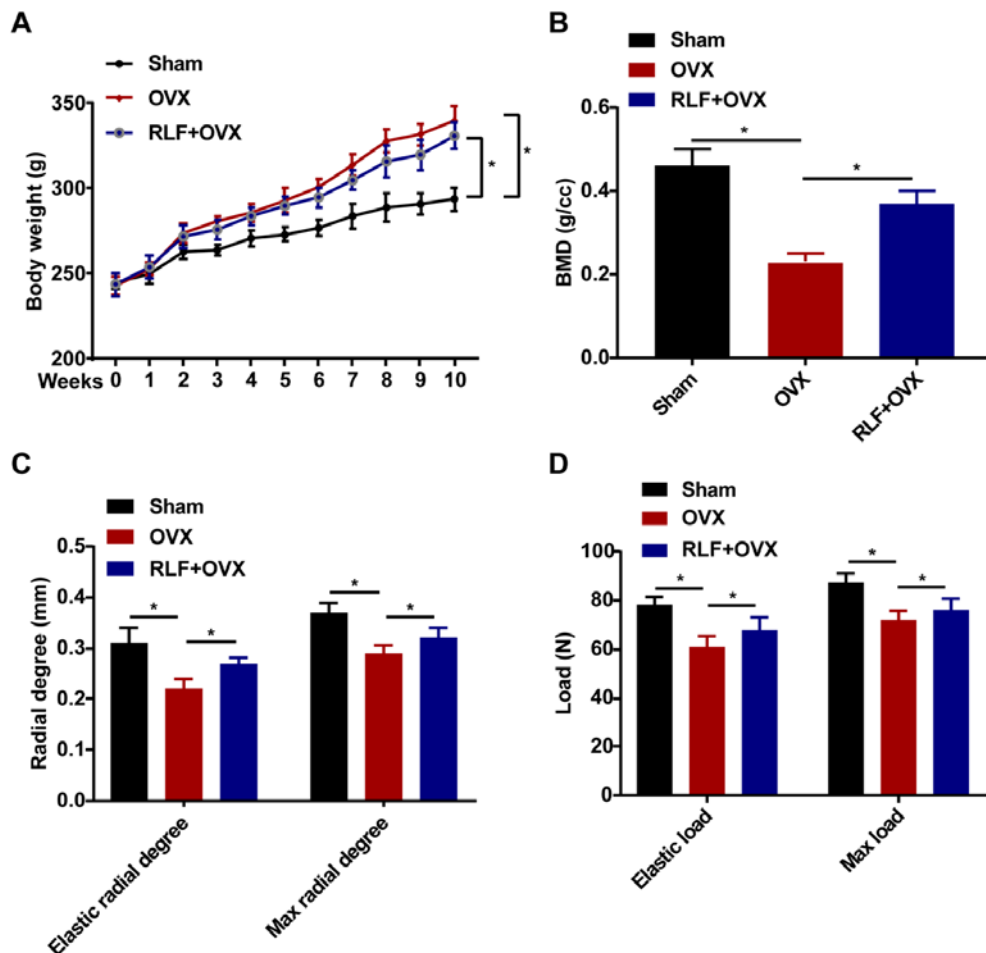 A
Sham
OVX
RLF+OVX
350
300
250
200
Body weight (g)
*
*
Weeks 0 1 2 3 4 5 6 7 8 9 10
B
Sham
OVX
RLF+OVX
0.6
0.4
0.2
0.0
BMD (g/cc)
*
*
Sham
OVX
RLF+OVX
C
Sham
OVX
RLF+OVX
0.5
0.4
0.3
0.2
0.1
0.0
Radial degree (mm)
*
*
*
*
Elastic radial degree
Max radial degree
D
Sham
OVX
RLF+OVX
100
80
60
40
20
0
Load (N)
*
*
*
*
Elastic load
Max load